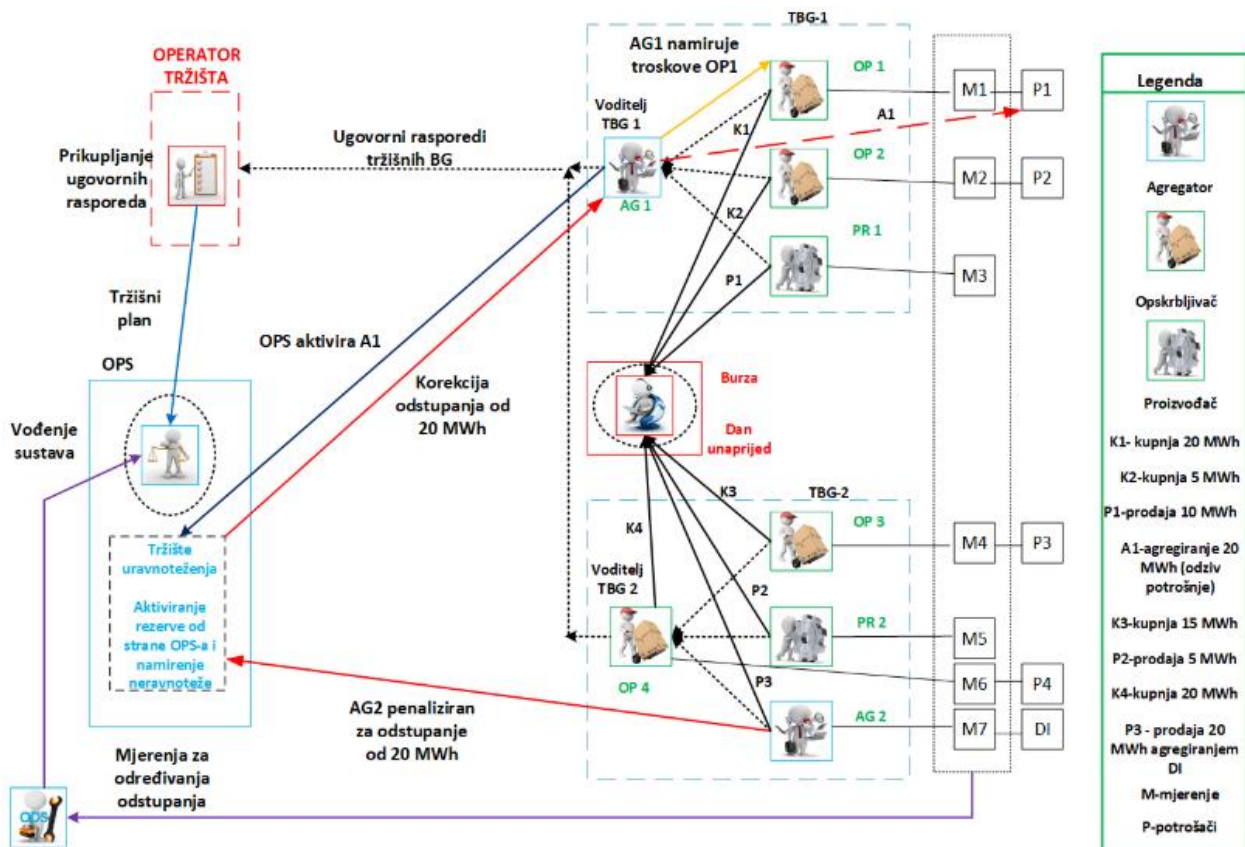 OPERATOR
TRŽIŠTA
Prikupljanje
ugovornih
rasporeda
Ugovorni rasporedi
tržišnih BG
Tržišni
plan
OPS
Vođenje
sustava
Tržište
uravnoteženja
Aktiviranje
rezerve od
strane OPS-a i
namirenje
neravnoteže
Mjerenja za
određivanja
odstupanja
ODS
OPS aktivira A1
Korekcija
odstupanja od
20 MWh
AG2 penaliziran
za odstupanje
od 20 MWh
TBG-1
AG1 namiruje
troskove OP1
Voditelj
TBG 1
AG 1
K1
K2
P1
A1
OP 1
OP 2
PR 1
M1
P1
M2
P2
M3
Burza
Dan
unaprijed
TBG-2
K3
K4
P2
P3
Voditelj
TBG 2
OP 4
OP 3
PR 2
AG 2
M4
P3
M5
M6
P4
M7
DI
Legenda
Agregator
Opskrbljivač
Proizvođač
K1- kupnja 20 MWh
K2-kupnja 5 MWh
P1-prodaja 10 MWh
A1-agregiranje 20
MWh (odziv
potrošnje)
K3-kupnja 15 MWh
P2-prodaja 5 MWh
K4-kupnja 20 MWh
P3 - prodaja 20
MWh agregiranjem
DI
M-mjerenje
P-potrošači